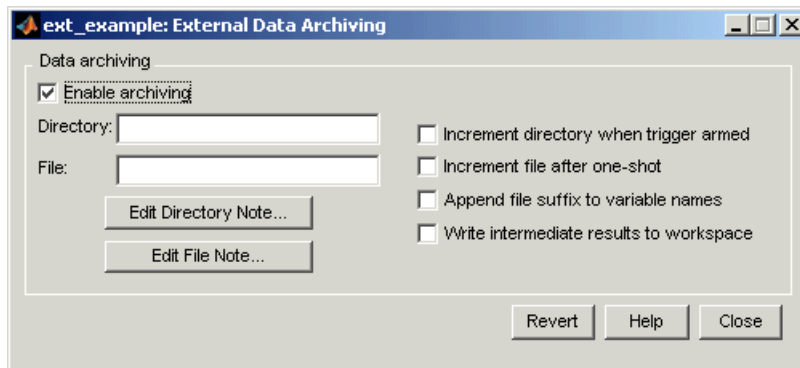 ext_example: External Data Archiving
Data archiving
Enable archiving
Directory:
File:
Edit Directory Note...
Edit File Note...
Increment directory when trigger armed
Increment file after one-shot
Append file suffix to variable names
Write intermediate results to workspace
Revert Help Close